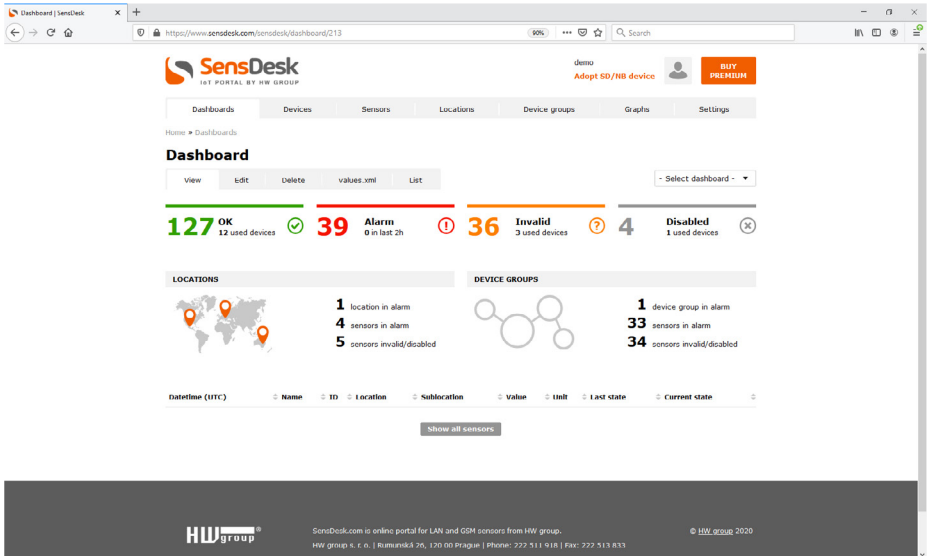 Dashboard | SensDesk
https://www.sensdesk.com/sensdesk/dashboard/213
90%
Search
SensDesk
IoT PORTAL BY HW GROUP
demo
Adopt SD/NB device
BUY
PREMIUM
Dashboards Devices Sensors Locations Device groups Graphs Settings
Home » Dashboards
Dashboard
View Edit Delete values.xml List
- Select dashboard -
127 OK
12 used devices
39 Alarm
0 in last 2h
36 Invalid
3 used devices
4 Disabled
1 used devices
LOCATIONS
1 location in alarm
4 sensors in alarm
5 sensors invalid/disabled
DEVICE GROUPS
1 device group in alarm
33 sensors in alarm
34 sensors invalid/disabled
Datetime (UTC) Name ID Location Sublocation Value Unit Last state Current state
Show all sensors
HW group®
SensDesk.com is online portal for LAN and GSM sensors from HW group.
HW group s. r. o. | Rumunská 26, 120 00 Prague | Phone: 222 511 918 | Fax: 222 513 833
© HW group 2020